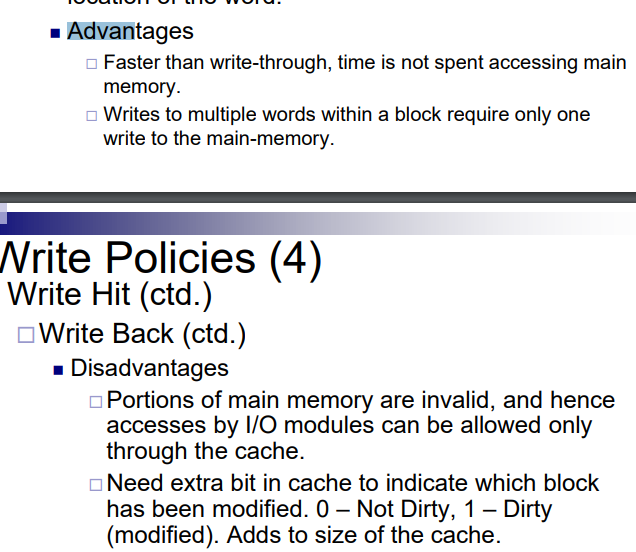 location of the word.
Advantages
Faster than write-through, time is not spent accessing main
memory.
Writes to multiple words within a block require only one
write to the main-memory.
Write Policies (4)
Write Hit (ctd.)
Write Back (ctd.)
Disadvantages
Portions of main memory are invalid, and hence
accesses by I/O modules can be allowed only
through the cache.
Need extra bit in cache to indicate which block
has been modified. 0 – Not Dirty, 1 – Dirty
(modified). Adds to size of the cache.